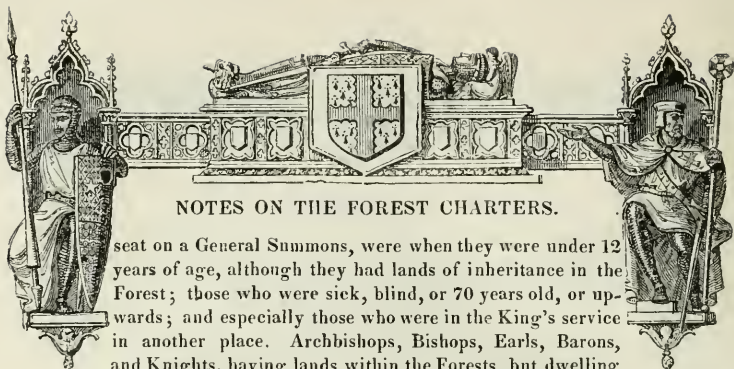 NOTES ON THE FOREST CHARTERS.
seat on a General Summons, were when they were under 12
years of age, although they had lands of inheritance in the
Forest; those who were sick, blind, or 70 years old, or up-
wards; and especially those who were in the King's service
in another place. Archbishops, Bishops, Earls, Barons,
and Knights, having lands within the Forests, but dwelling